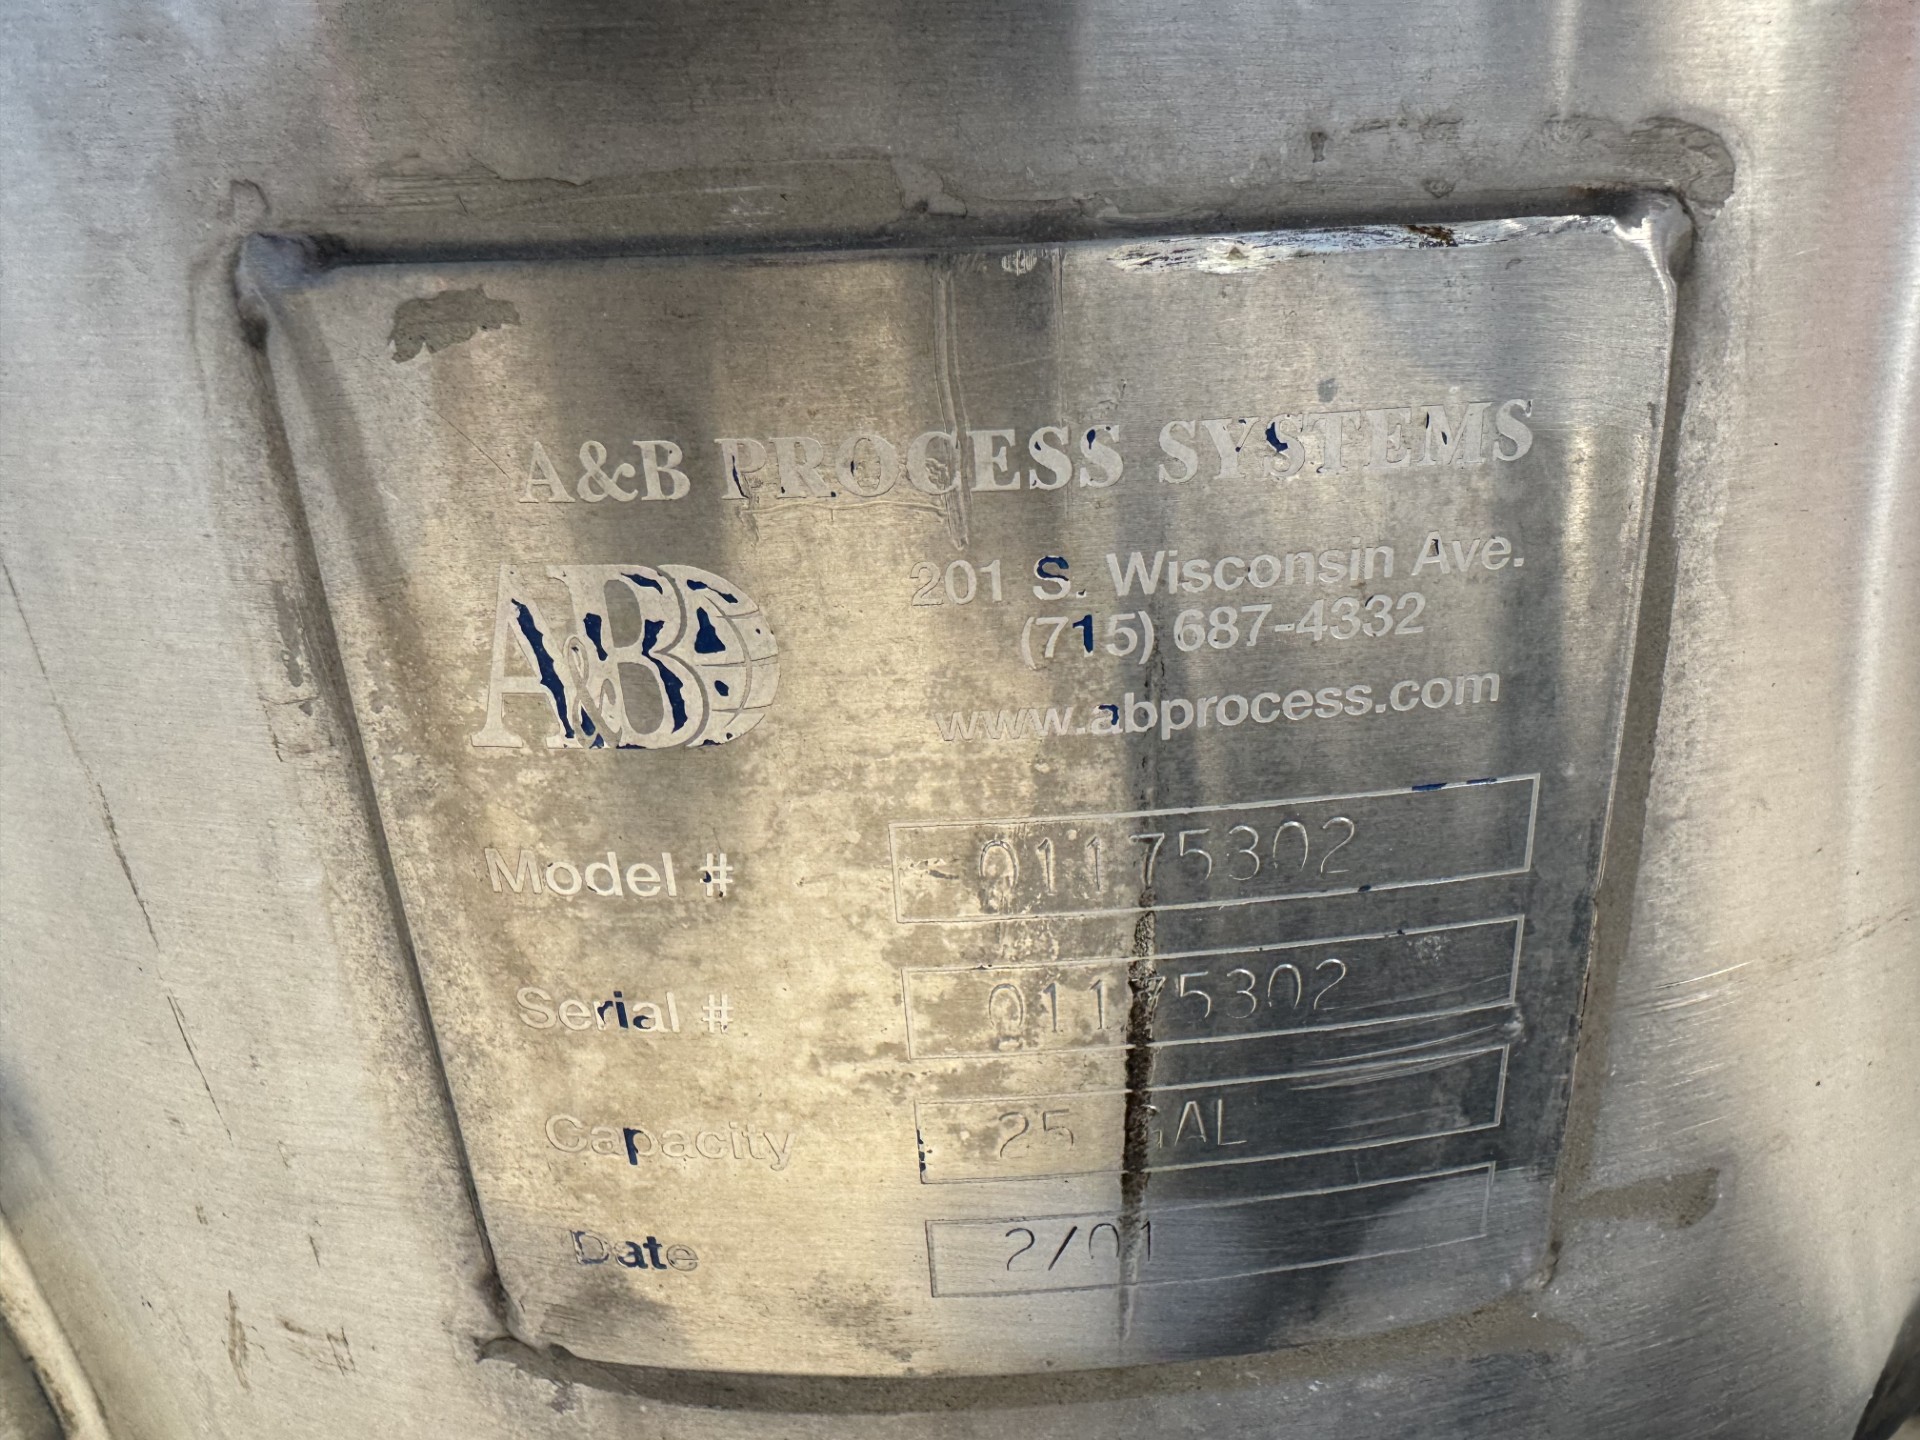 A&B PROCESS SYSTEMS
A&B
201 S. Wisconsin Ave.
(715) 687-4332
www.abprocess.com
Model # 01175302
Serial # 01175302
Capacity 25 GAL
Date 2/01